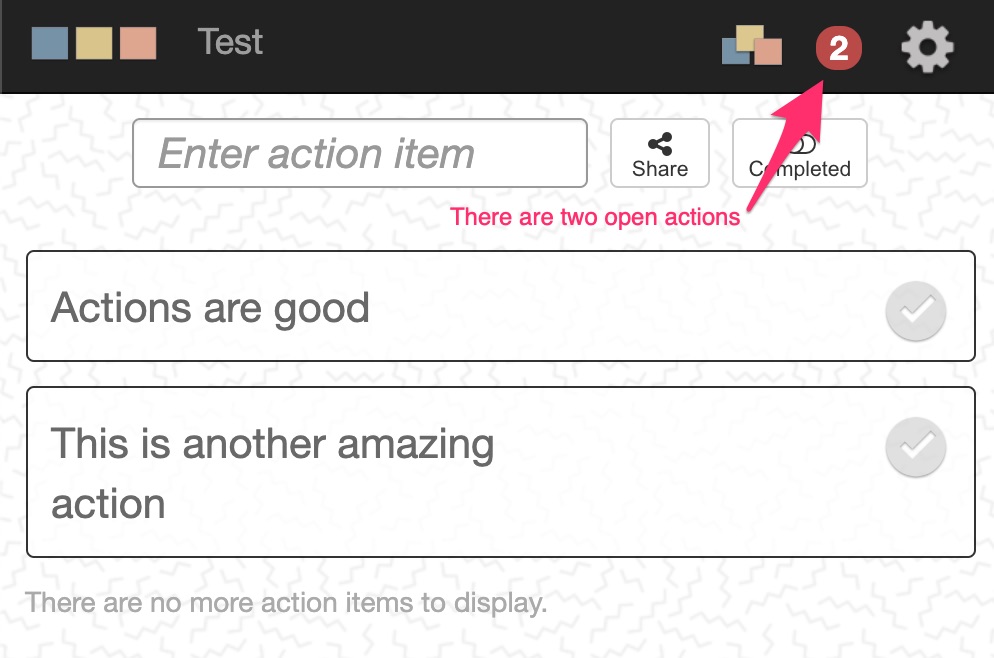 Test
2
Enter action item
Share
Completed
There are two open actions
Actions are good
This is another amazing
action
There are no more action items to display.